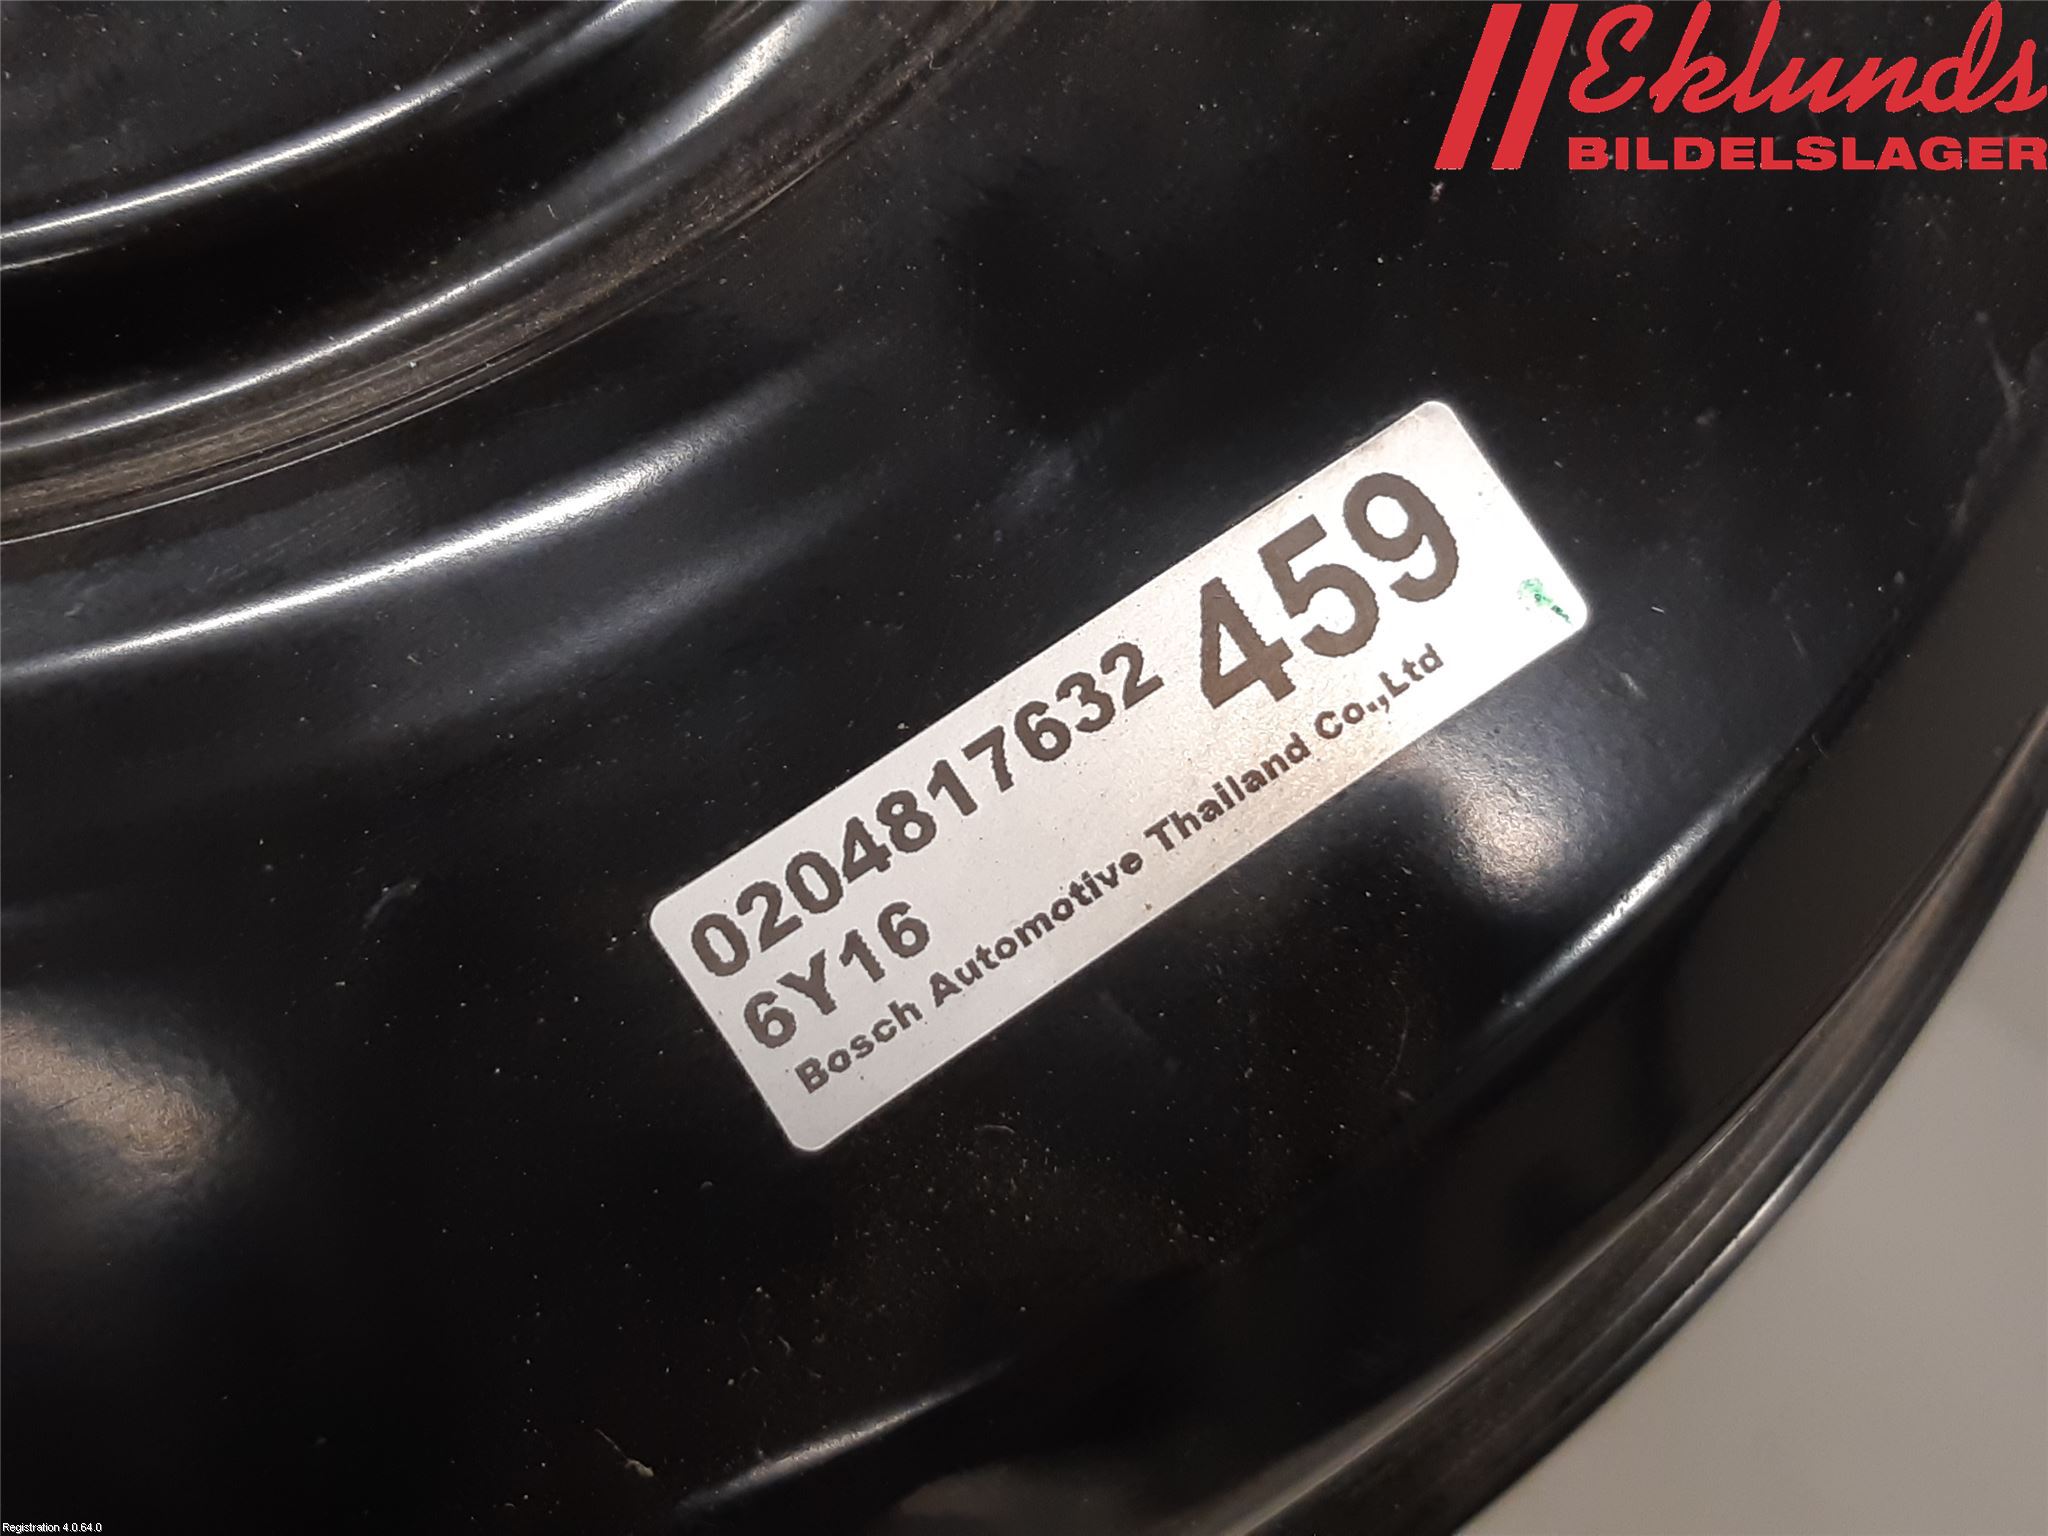 Eklunds
BILDELSLAGER
0204817632 459
6Y16
Bosch Automotive Thailand Co.,Ltd
Registration 4.0.64.0